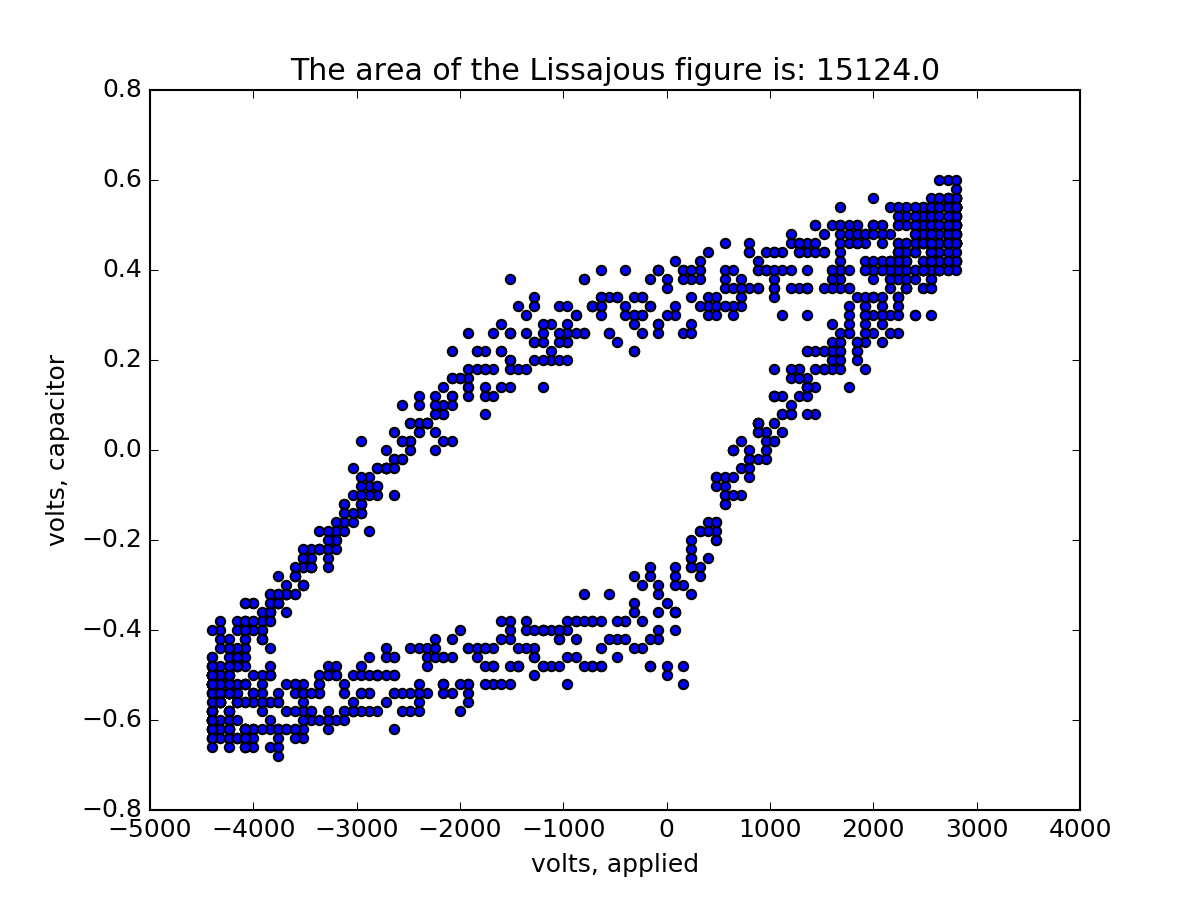 The area of the Lissajous figure is: 15124.0
0.8
0.6
0.4
0.2
0.0
−0.2
−0.4
−0.6
−0.8
volts, capacitor
−5000 −4000 −3000 −2000 −1000 0 1000 2000 3000 4000
volts, applied